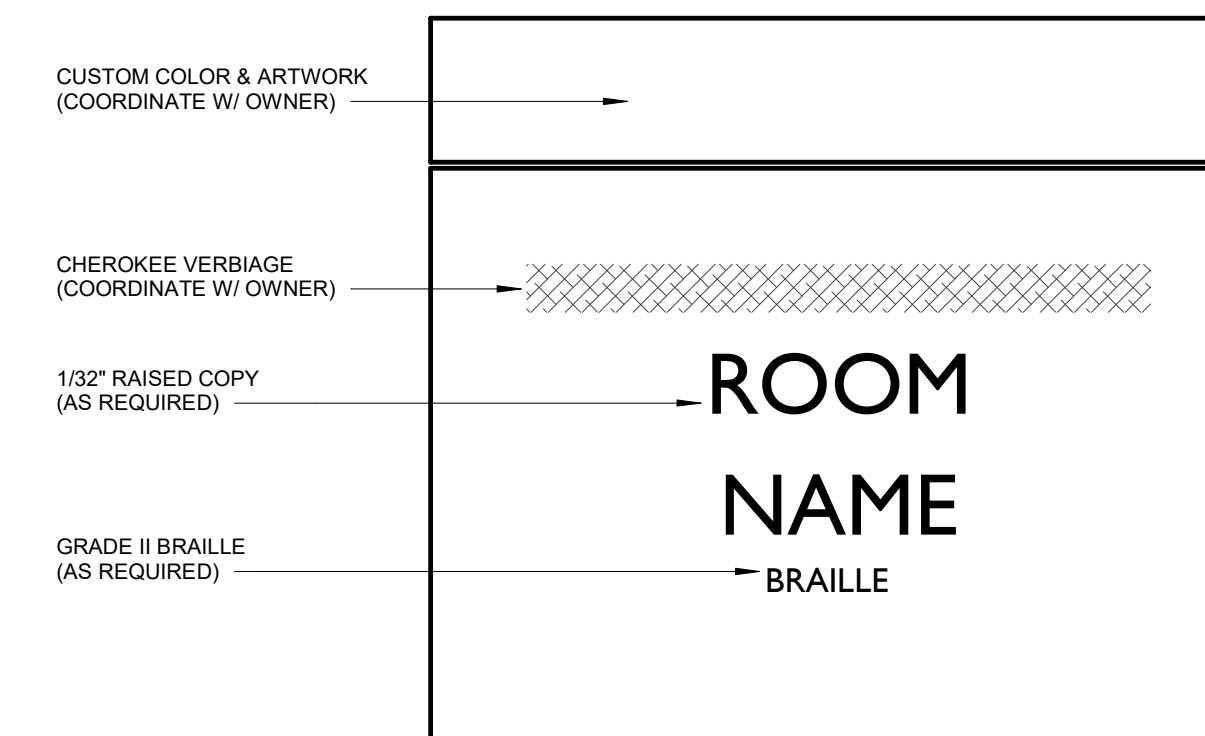 CUSTOM COLOR & ARTWORK
(COORDINATE W/ OWNER)
CHEROKEE VERBIAGE
(COORDINATE W/ OWNER)
1/32" RAISED COPY
(AS REQUIRED)
ROOM
NAME
GRADE II BRAILLE
(AS REQUIRED)
BRAILLE